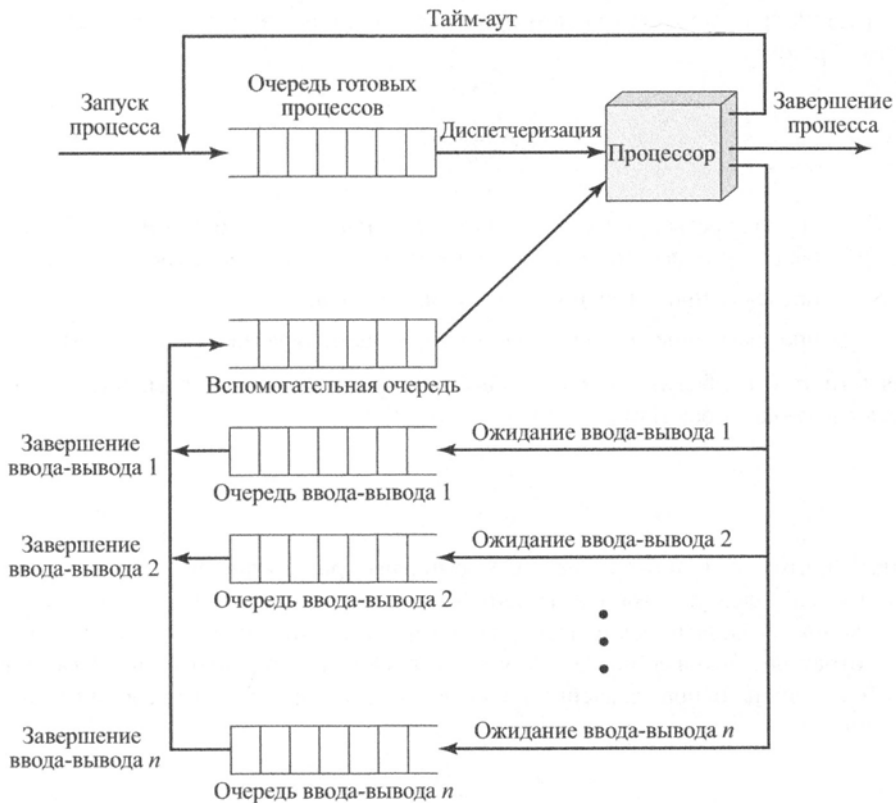 Тайм-аут
Очередь готовых
процессов
Запуск
процесса
Диспетчеризация
Процессор
Завершение
процесса
Вспомогательная очередь
Завершение
ввода-вывода 1
Ожидание ввода-вывода 1
Очередь ввода-вывода 1
Завершение
ввода-вывода 2
Ожидание ввода-вывода 2
Очередь ввода-вывода 2
Завершение
ввода-вывода n
Ожидание ввода-вывода n
Очередь ввода-вывода n